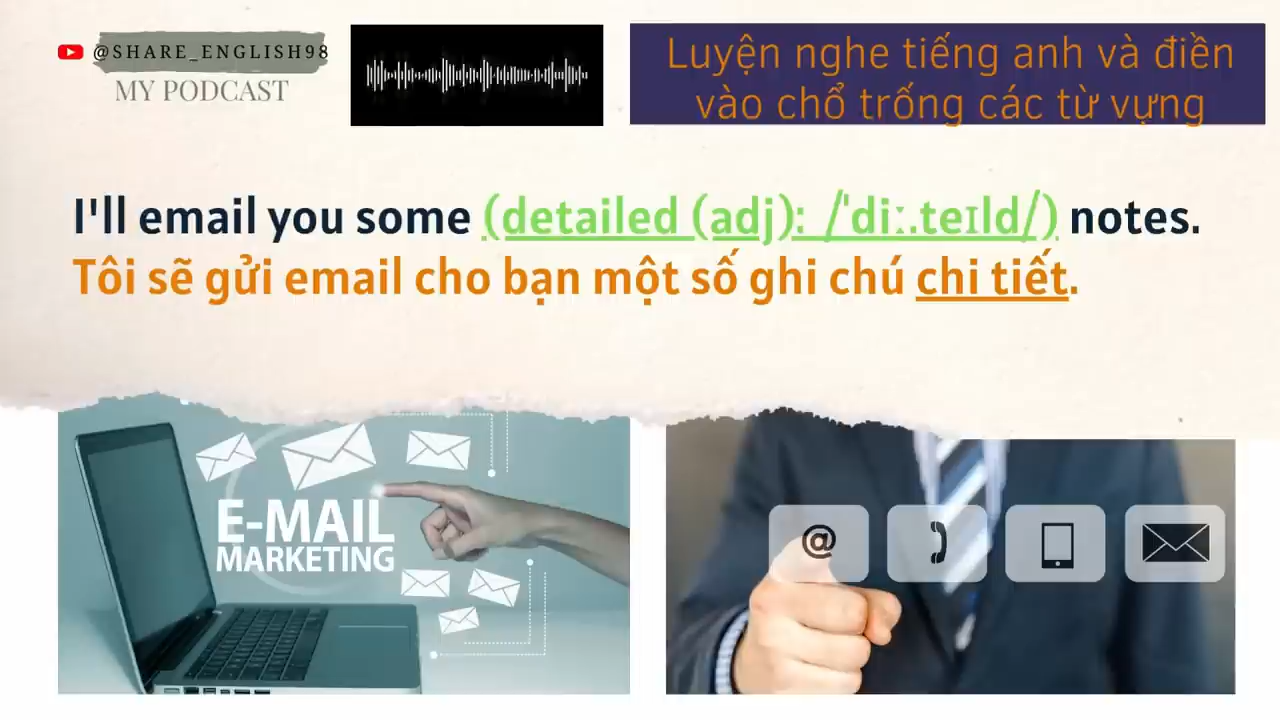 @SHARE_ENGLISH98
MY PODCAST
Luyện nghe tiếng anh và điền
vào chổ trống các từ vựng
I'll email you some (detailed (adj): /ˈdiː.teɪld/) notes.
Tôi sẽ gửi email cho bạn một số ghi chú chi tiết.
E-MAIL
MARKETING
@